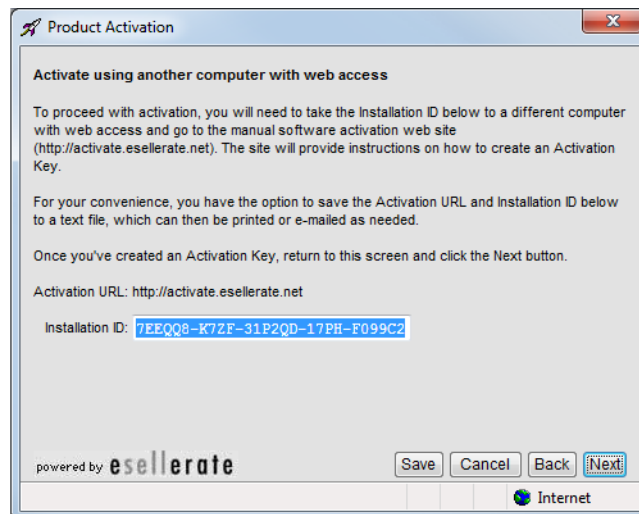 Product Activation
Activate using another computer with web access
To proceed with activation, you will need to take the Installation ID below to a different computer
with web access and go to the manual software activation web site
(http://activate.esellerate.net). The site will provide instructions on how to create an Activation
Key.
For your convenience, you have the option to save the Activation URL and Installation ID below
to a text file, which can then be printed or e-mailed as needed.
Once you've created an Activation Key, return to this screen and click the Next button.
Activation URL: http://activate.esellerate.net
Installation ID: 7EEQQ8-K7ZF-31P2QD-17PH-F099C2
powered by esellerate Save Cancel Back Next
Internet